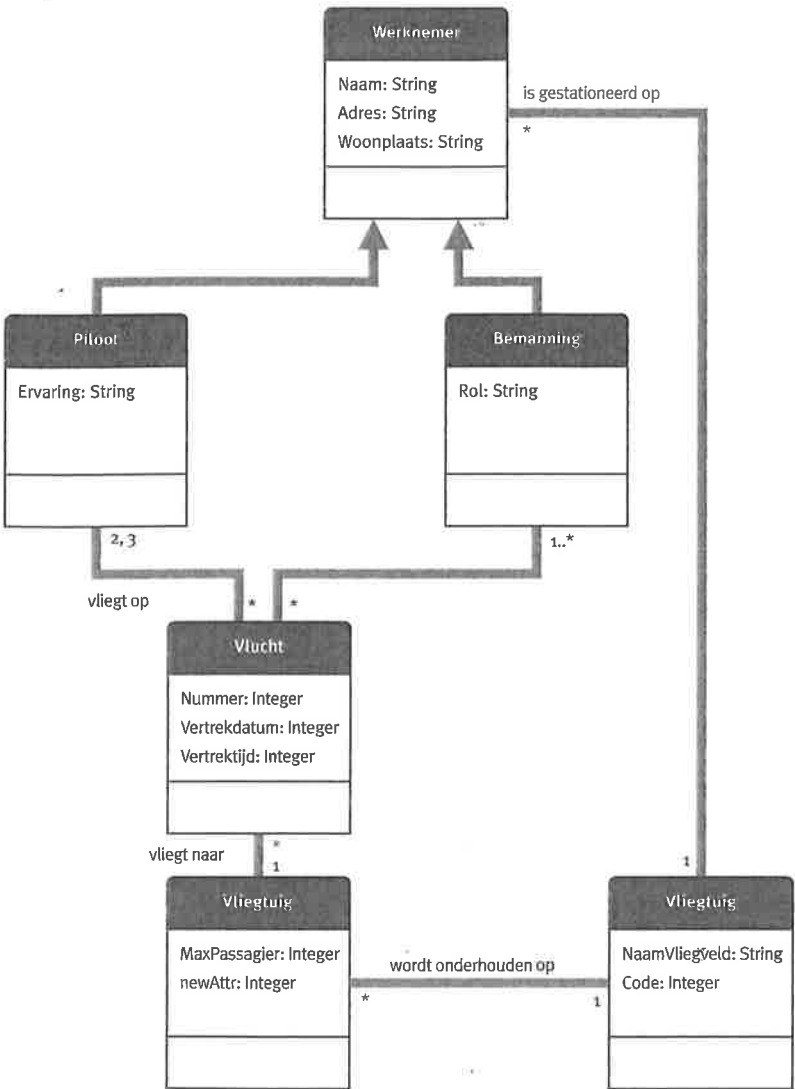 Werknemer
Naam: String
Adres: String
Woonplaats: String
is gestationeerd op
*
Piloot
Ervaring: String
Bemanning
Rol: String
2, 3
1..*
vliegt op
*
*
Vlucht
Nummer: Integer
Vertrekdatum: Integer
Vertrektijd: Integer
vliegt naar
*
1
1
Vliegtuig
MaxPassagier: Integer
newAttr: Integer
wordt onderhouden op
*
1
Vliegtuig
NaamVliegveld: String
Code: Integer